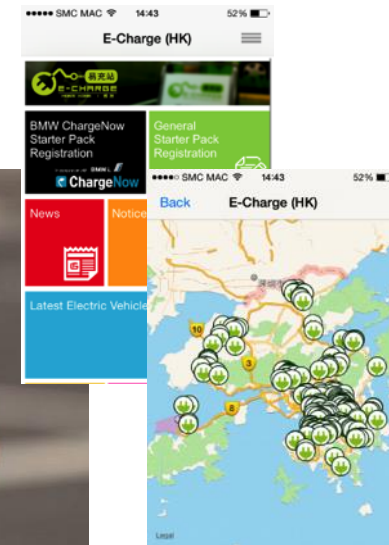 SMC MAC 14:43 52%
E-Charge (HK)
易充站
E-CHARGE
BMW ChargeNow
Starter Pack
Registration
ChargeNow
General
Starter Pack
Registration
News
Notice
Latest Electric Vehicle
SMC MAC 14:43 52%
Back E-Charge (HK)
深圳市
10
3
8
Legal